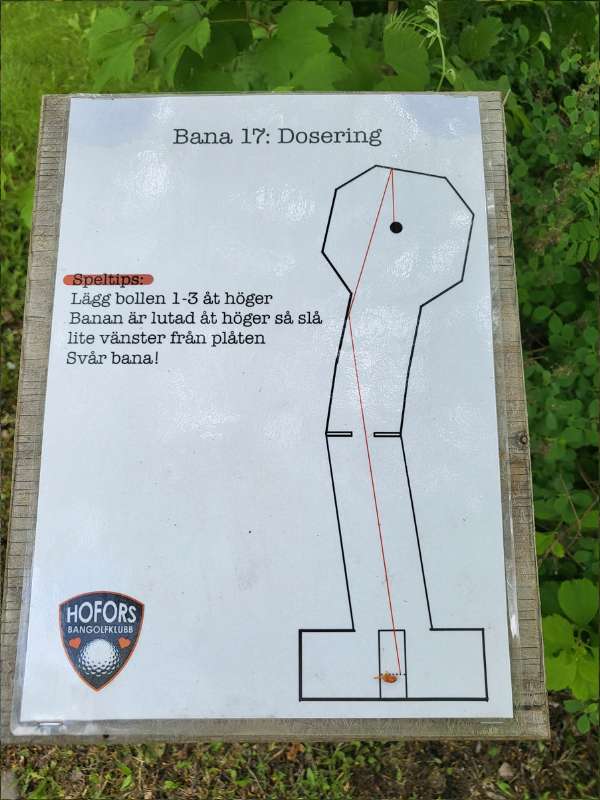 Bana 17: Dosering
Speltips:
Lägg bollen 1-3 åt höger
Banan är lutad åt höger så slå
lite vänster från plåten
Svår bana!
HOFORS
BANGOLFKLUBB